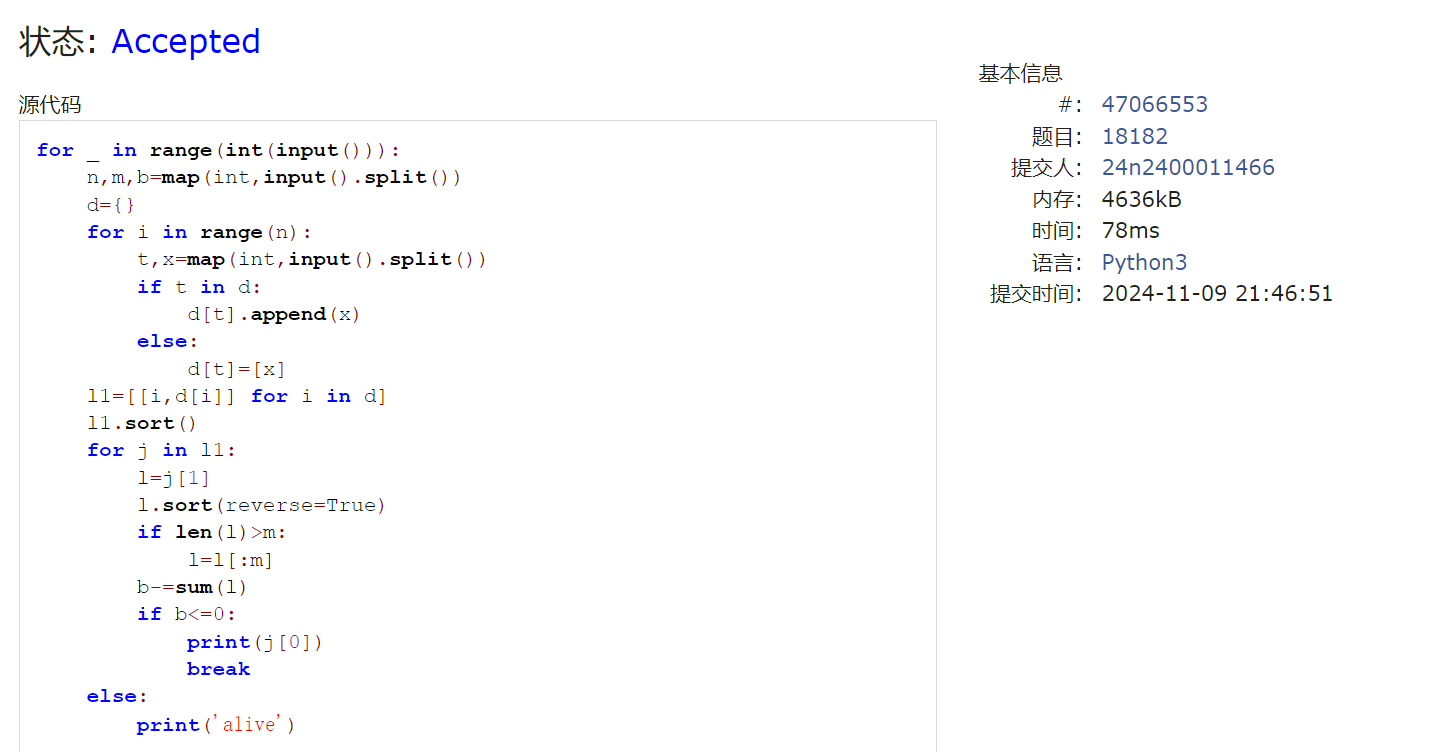 状态: Accepted
源代码
for _ in range(int(input())):
    n,m,b=map(int,input().split())
    d={}
    for i in range(n):
        t,x=map(int,input().split())
        if t in d:
            d[t].append(x)
        else:
            d[t]=[x]
    l1=[[i,d[i]] for i in d]
    l1.sort()
    for j in l1:
        l=j[1]
        l.sort(reverse=True)
        if len(l)>m:
            l=l[:m]
        b-=sum(l)
        if b<=0:
            print(j[0])
            break
    else:
        print('alive')
基本信息
#: 47066553
题目: 18182
提交人: 24n2400011466
内存: 4636kB
时间: 78ms
语言: Python3
提交时间: 2024-11-09 21:46:51